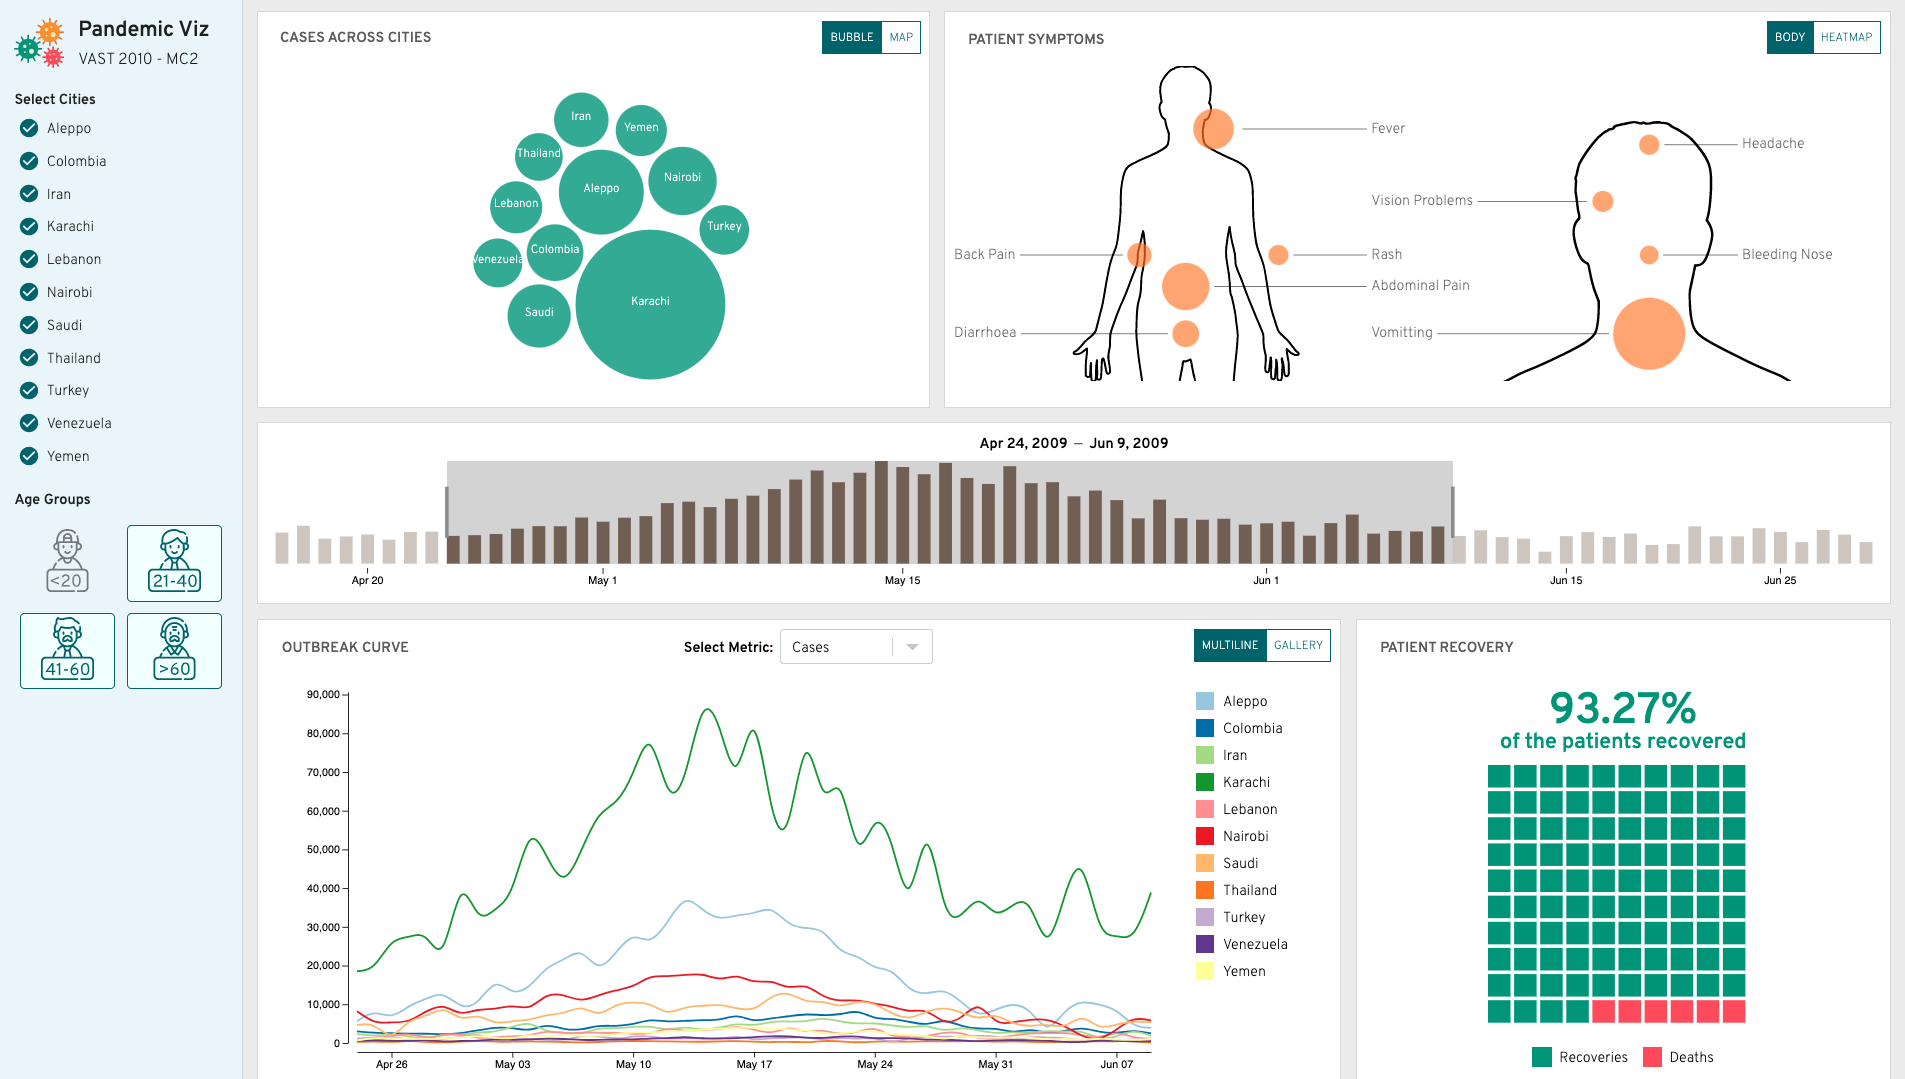 Pandemic Viz
VAST 2010 - MC2
Select Cities
Aleppo
Colombia
Iran
Karachi
Lebanon
Nairobi
Saudi
Thailand
Turkey
Venezuela
Yemen
Age Groups
<20
21-40
41-60
>60
CASES ACROSS CITIES
BUBBLE MAP
Iran
Yemen
Thailand
Nairobi
Aleppo
Lebanon
Turkey
Colombia
Venezuela
Karachi
Saudi
PATIENT SYMPTOMS
BODY HEATMAP
Fever
Headache
Vision Problems
Back Pain
Rash
Bleeding Nose
Abdominal Pain
Diarrhoea
Vomitting
Apr 24, 2009 – Jun 9, 2009
Apr 20 May 1 May 15 Jun 1 Jun 15 Jun 25
OUTBREAK CURVE
Select Metric: Cases
MULTILINE GALLERY
90,000
80,000
70,000
60,000
50,000
40,000
30,000
20,000
10,000
0
Apr 26 May 03 May 10 May 17 May 24 May 31 Jun 07
Aleppo
Colombia
Iran
Karachi
Lebanon
Nairobi
Saudi
Thailand
Turkey
Venezuela
Yemen
PATIENT RECOVERY
93.27%
of the patients recovered
Recoveries Deaths